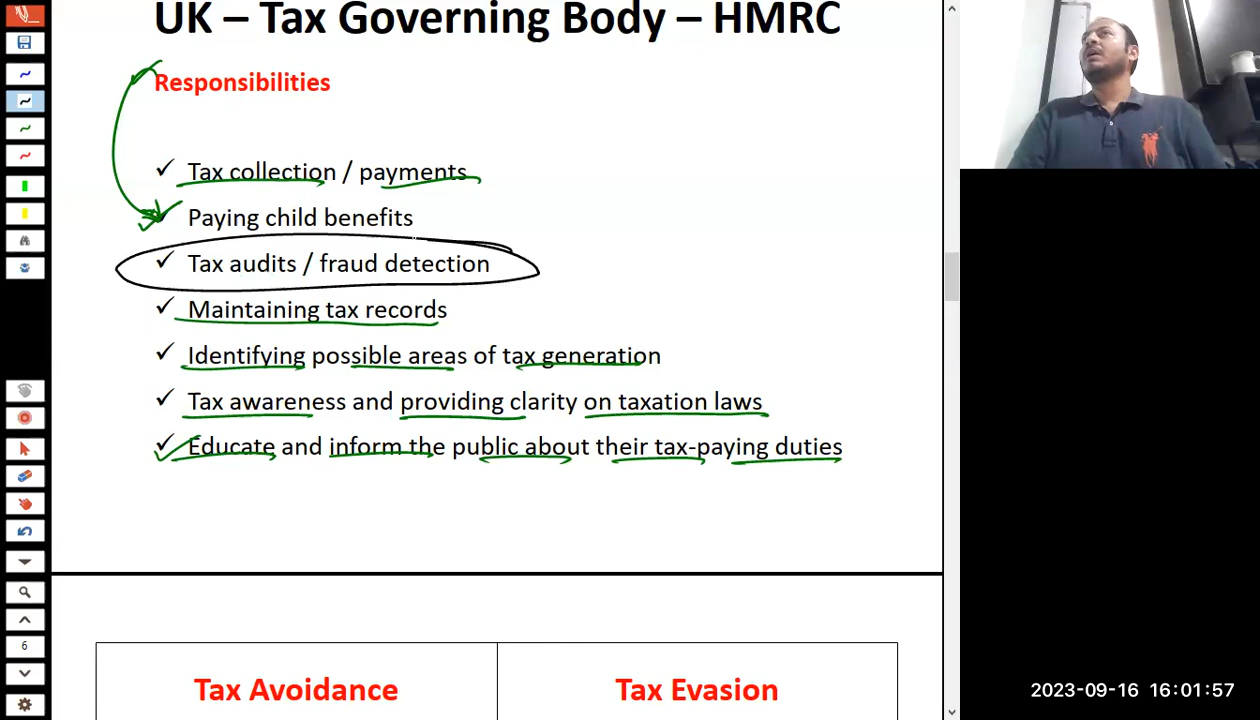 UK – Tax Governing Body – HMRC
Responsibilities
✓ Tax collection / payments
✓ Paying child benefits
✓ Tax audits / fraud detection
✓ Maintaining tax records
✓ Identifying possible areas of tax generation
✓ Tax awareness and providing clarity on taxation laws
✓ Educate and inform the public about their tax-paying duties
Tax Avoidance
Tax Evasion
6
2023-09-16 16:01:57